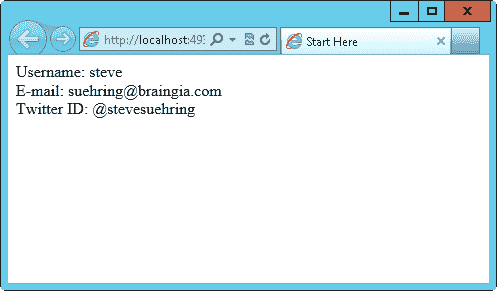 http://localhost:49
Start Here
Username: steve
E-mail: suehring@braingia.com
Twitter ID: @stevesuehring